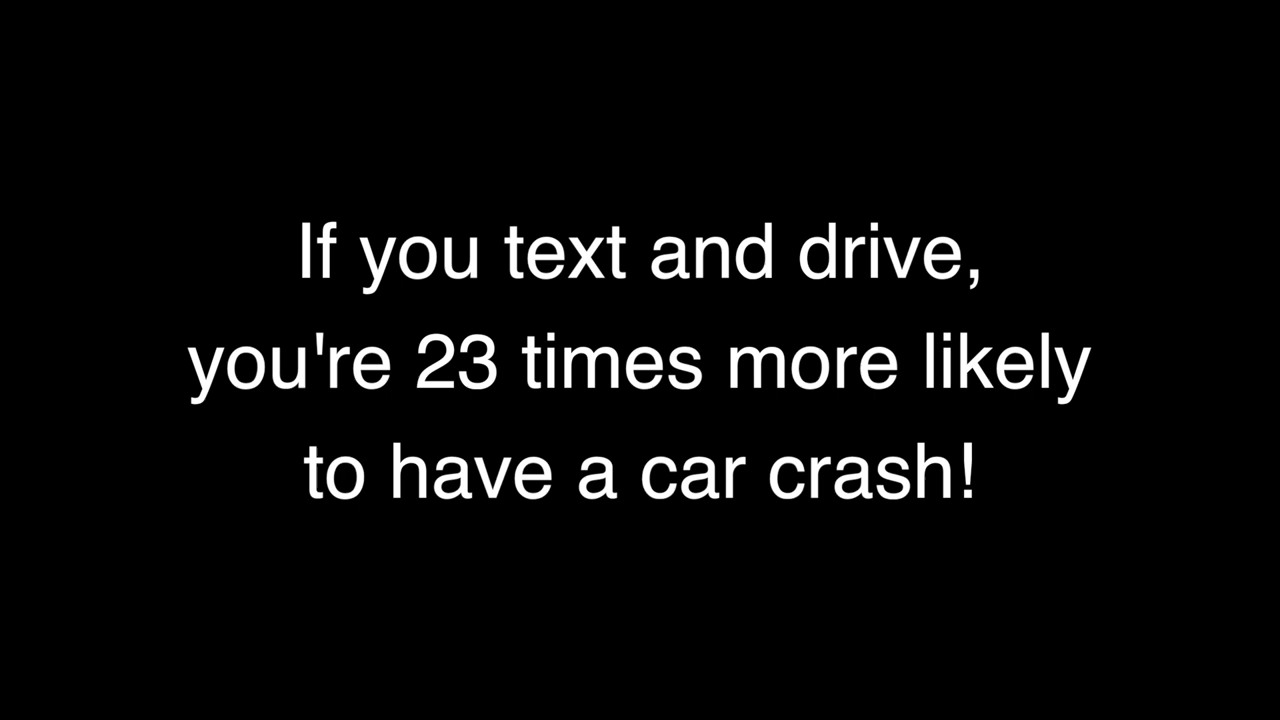 If you text and drive,
you're 23 times more likely
to have a car crash!